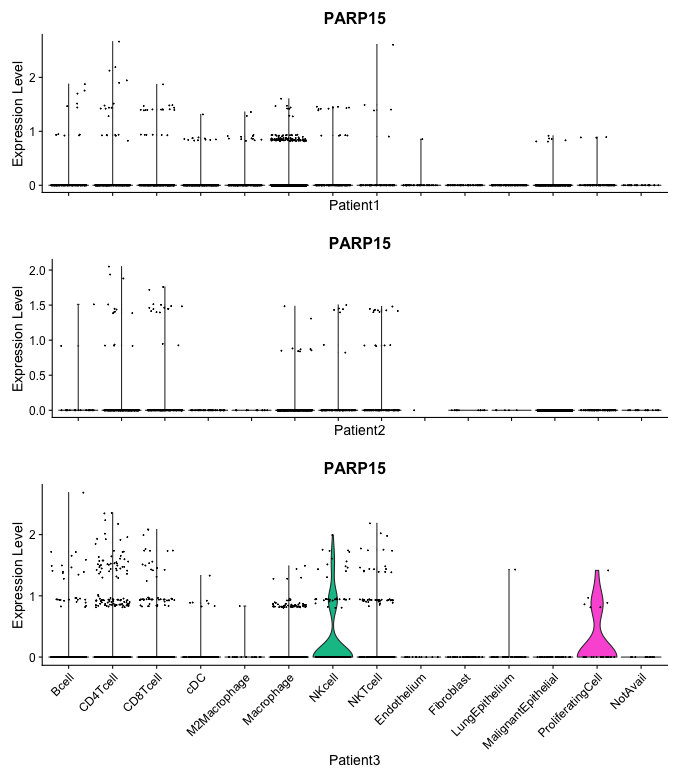 PARP15
Expression Level
2
1
0
Patient1
PARP15
Expression Level
2.0
1.5
1.0
0.5
0.0
Patient2
PARP15
Expression Level
2
1
0
Bcell
CD4Tcell
CD8Tcell
cDC
M2Macrophage
Macrophage
NKcell
NKTcell
Endothelium
Fibroblast
LungEpithelium
MalignantEpithelial
ProliferatingCell
NotAvail
Patient3